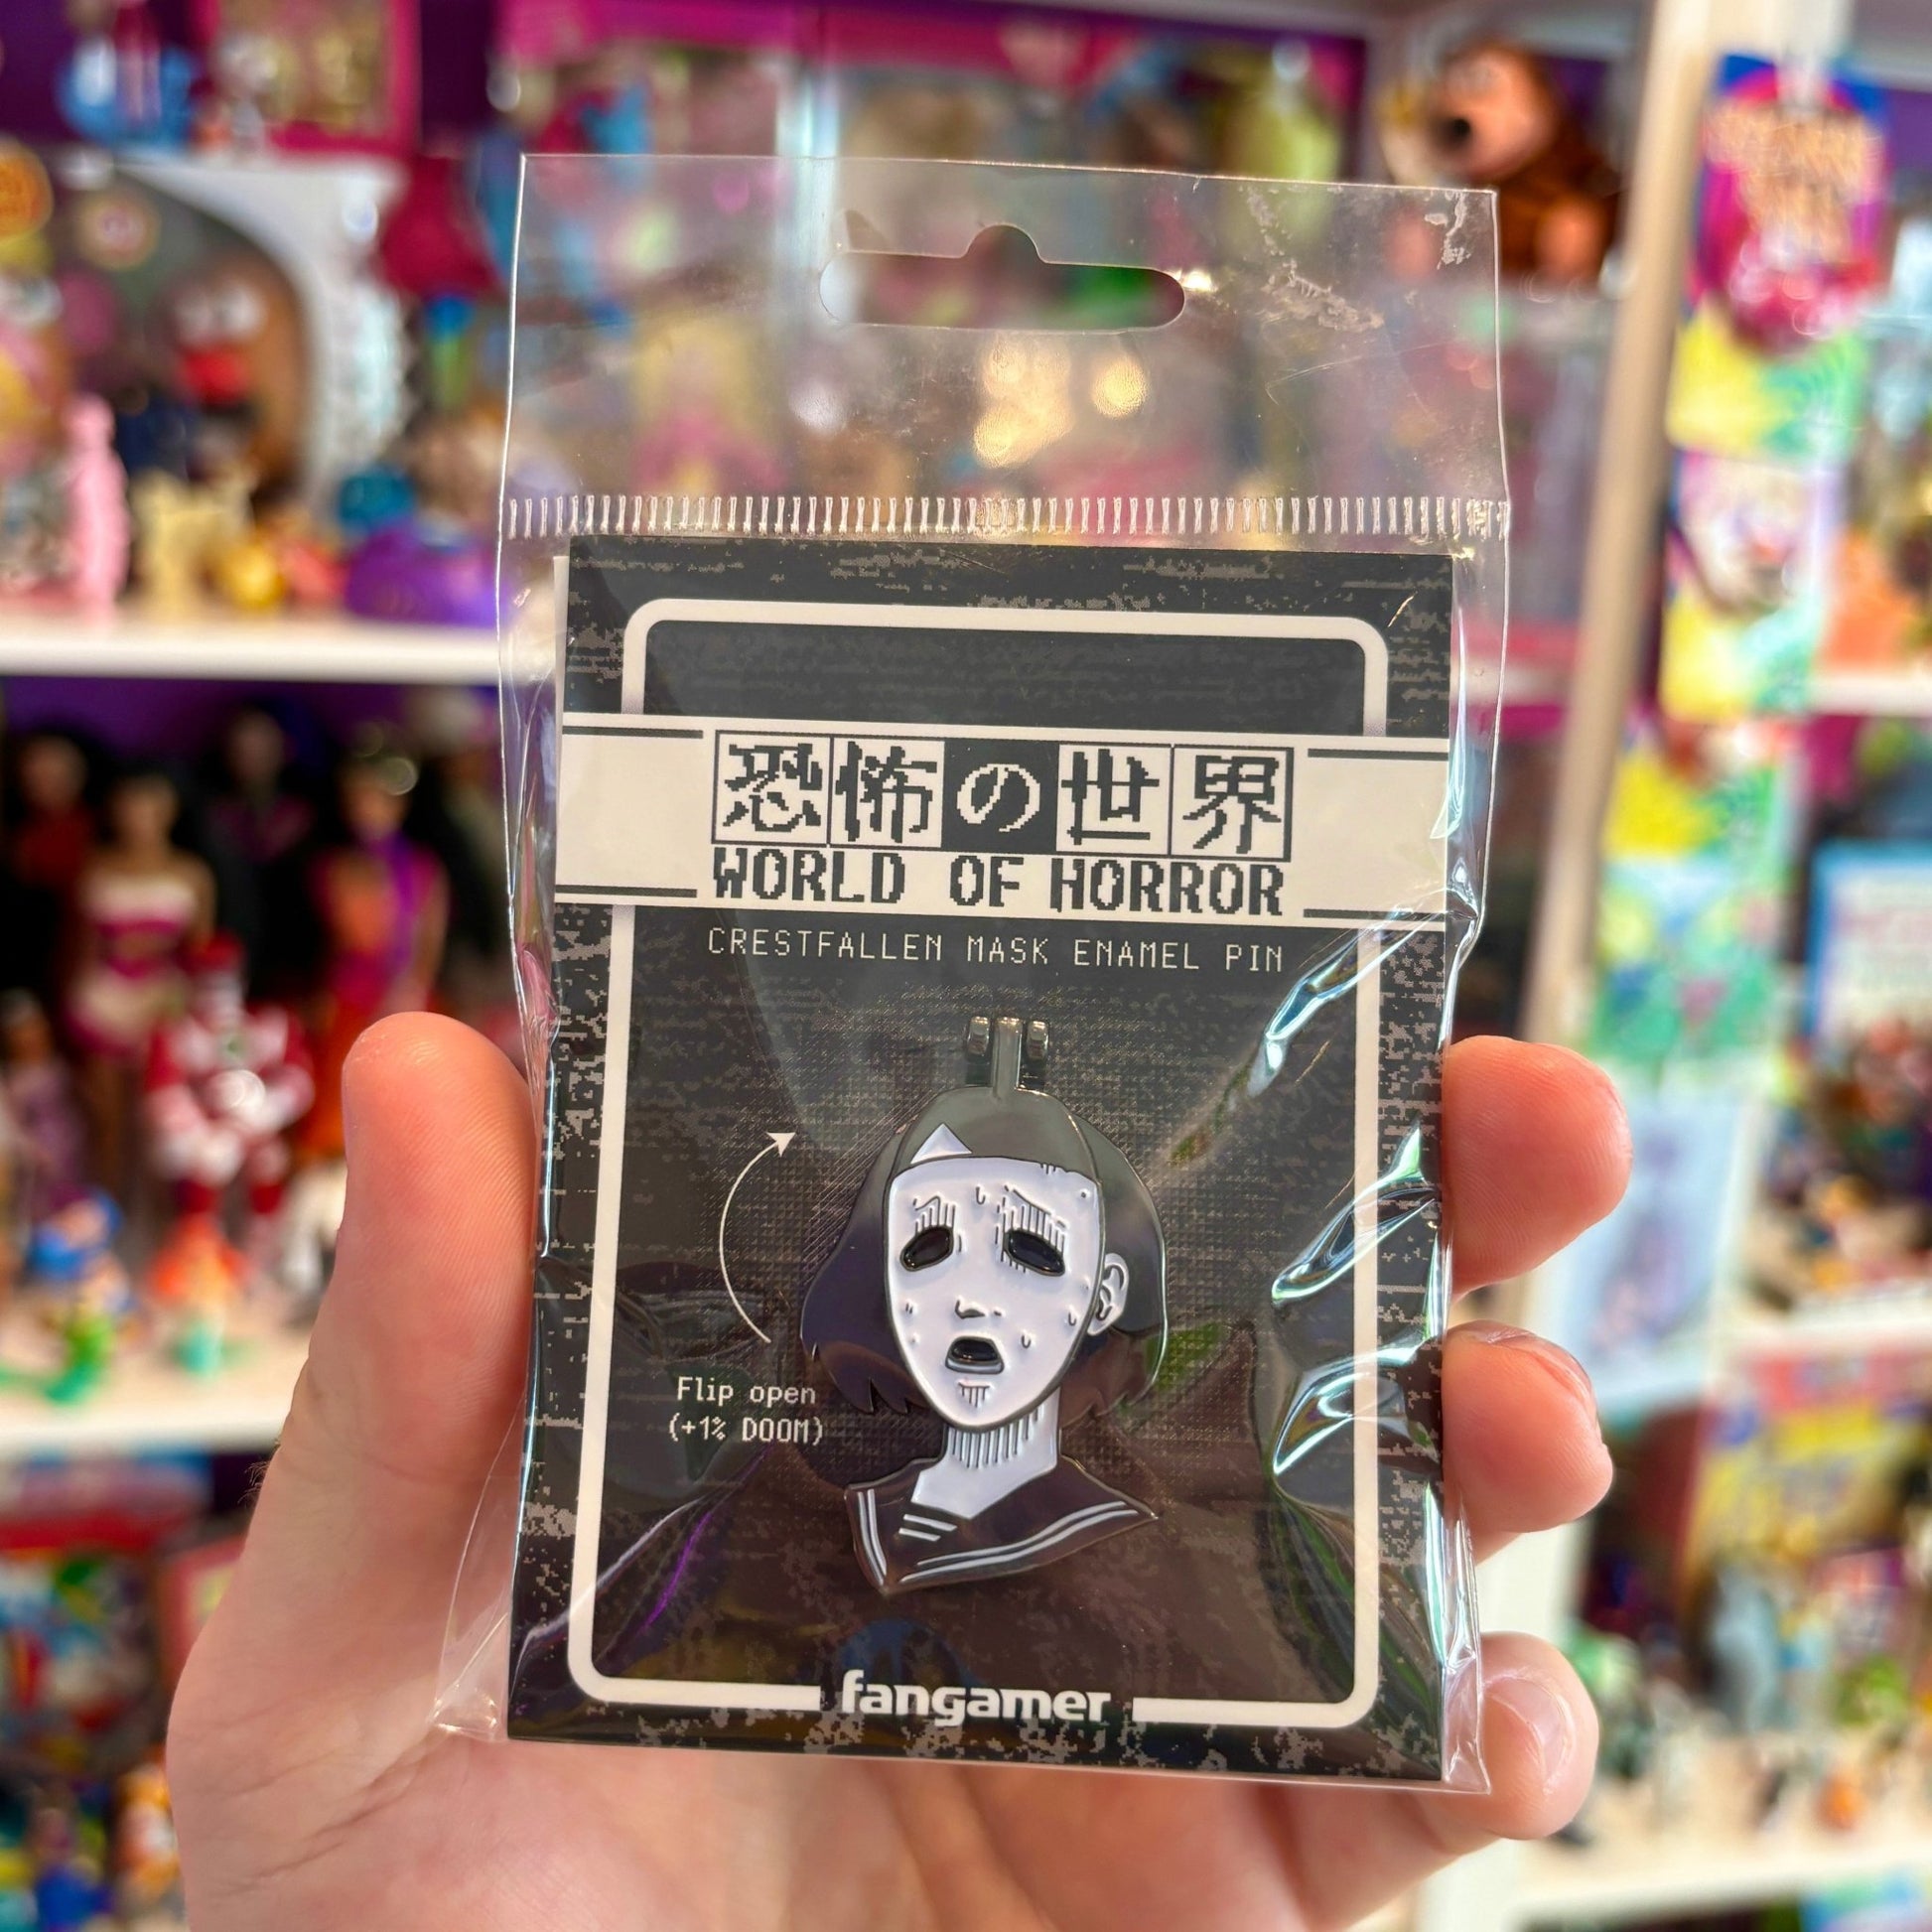 恐怖の世界
WORLD OF HORROR
CRESTFALLEN MASK ENAMEL PIN
Flip open
(+1% DOOM)
fangamer